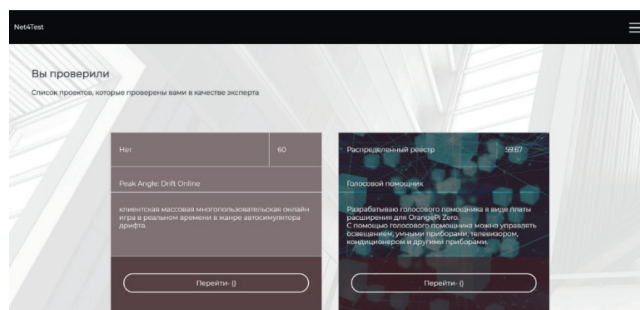 Net4Test
Вы проверили
Список проектов, которые проверены вами в качестве эксперта
Нет
60
Peak Angle: Drift Online
клиентская массовая многопользовательская онлайн
игра в реальном времени в жанре автосимулятора
дрифта.
Перейти- ()
Распределенный реестр
59.67
Голосовой помощник
Разрабатываю голосового помощника в виде платы
расширения для OrangePi Zero.
С помощью голосового помощника можно управлять
освещением, умными приборами, телевизором,
кондиционером и другими приборами.
Перейти- ()